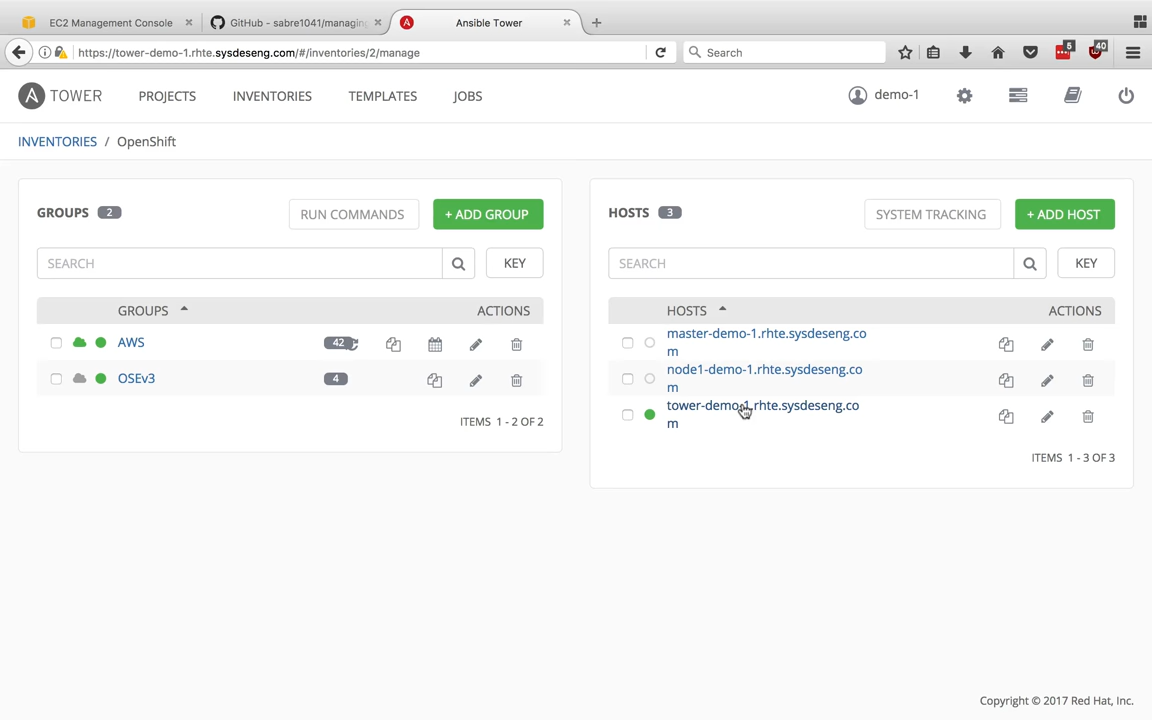 EC2 Management Console
GitHub - sabre1041/managing
Ansible Tower
https://tower-demo-1.rhte.sysdeseng.com/#/inventories/2/manage
Search
5
40
A TOWER
PROJECTS
INVENTORIES
TEMPLATES
JOBS
demo-1
INVENTORIES / OpenShift
GROUPS 2
RUN COMMANDS
+ ADD GROUP
SEARCH
KEY
GROUPS
ACTIONS
AWS
42
OSEv3
4
ITEMS 1 - 2 OF 2
HOSTS 3
SYSTEM TRACKING
+ ADD HOST
SEARCH
KEY
HOSTS
ACTIONS
master-demo-1.rhte.sysdeseng.co
m
node1-demo-1.rhte.sysdeseng.co
m
tower-demo-1.rhte.sysdeseng.co
m
ITEMS 1 - 3 OF 3
Copyright © 2017 Red Hat, Inc.